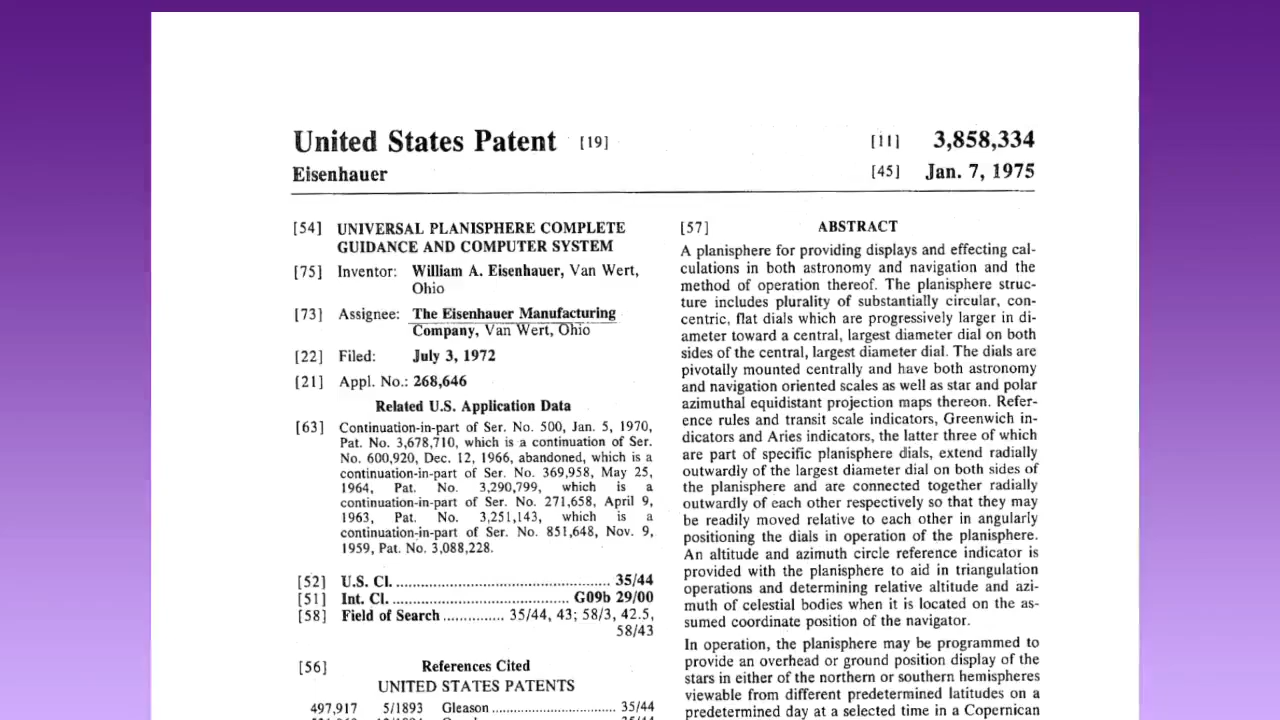 United States Patent [19]
Eisenhauer
[11] 3,858,334
[45] Jan. 7, 1975
[54] UNIVERSAL PLANISPHERE COMPLETE
GUIDANCE AND COMPUTER SYSTEM
[75] Inventor: William A. Eisenhauer, Van Wert,
Ohio
[73] Assignee: The Eisenhauer Manufacturing
Company, Van Wert, Ohio
[22] Filed: July 3, 1972
[21] Appl. No.: 268,646
Related U.S. Application Data
[63] Continuation-in-part of Ser. No. 500, Jan. 5, 1970,
Pat. No. 3,678,710, which is a continuation of Ser.
No. 600,920, Dec. 12, 1966, abandoned, which is a
continuation-in-part of Ser. No. 369,958, May 25,
1964, Pat. No. 3,290,799, which is a
continuation-in-part of Ser. No. 271,658, April 9,
1963, Pat. No. 3,251,143, which is a
continuation-in-part of Ser. No. 851,648, Nov. 9,
1959, Pat. No. 3,088,228.
[52] U.S. Cl. .................................... 35/44
[51] Int. Cl. .............................. G09b 29/00
[58] Field of Search ............... 35/44, 43; 58/3, 42.5,
58/43
[56] References Cited
UNITED STATES PATENTS
497,917 5/1893 Gleason ............................ 35/44
[57] ABSTRACT
A planisphere for providing displays and effecting cal-
culations in both astronomy and navigation and the
method of operation thereof. The planisphere struc-
ture includes plurality of substantially circular, con-
centric, flat dials which are progressively larger in di-
ameter toward a central, largest diameter dial on both
sides of the central, largest diameter dial. The dials are
pivotally mounted centrally and have both astronomy
and navigation oriented scales as well as star and polar
azimuthal equidistant projection maps thereon. Refer-
ence rules and transit scale indicators, Greenwich in-
dicators and Aries indicators, the latter three of which
are part of specific planisphere dials, extend radially
outwardly of the largest diameter dial on both sides of
the planisphere and are connected together radially
outwardly of each other respectively so that they may
be readily moved relative to each other in angularly
positioning the dials in operation of the planisphere.
An altitude and azimuth circle reference indicator is
provided with the planisphere to aid in triangulation
operations and determining relative altitude and azi-
muth of celestial bodies when it is located on the as-
sumed coordinate position of the navigator.
In operation, the planisphere may be programmed to
provide an overhead or ground position display of the
stars in either of the northern or southern hemispheres
viewable from different predetermined latitudes on a
predetermined day at a selected time in a Copernican